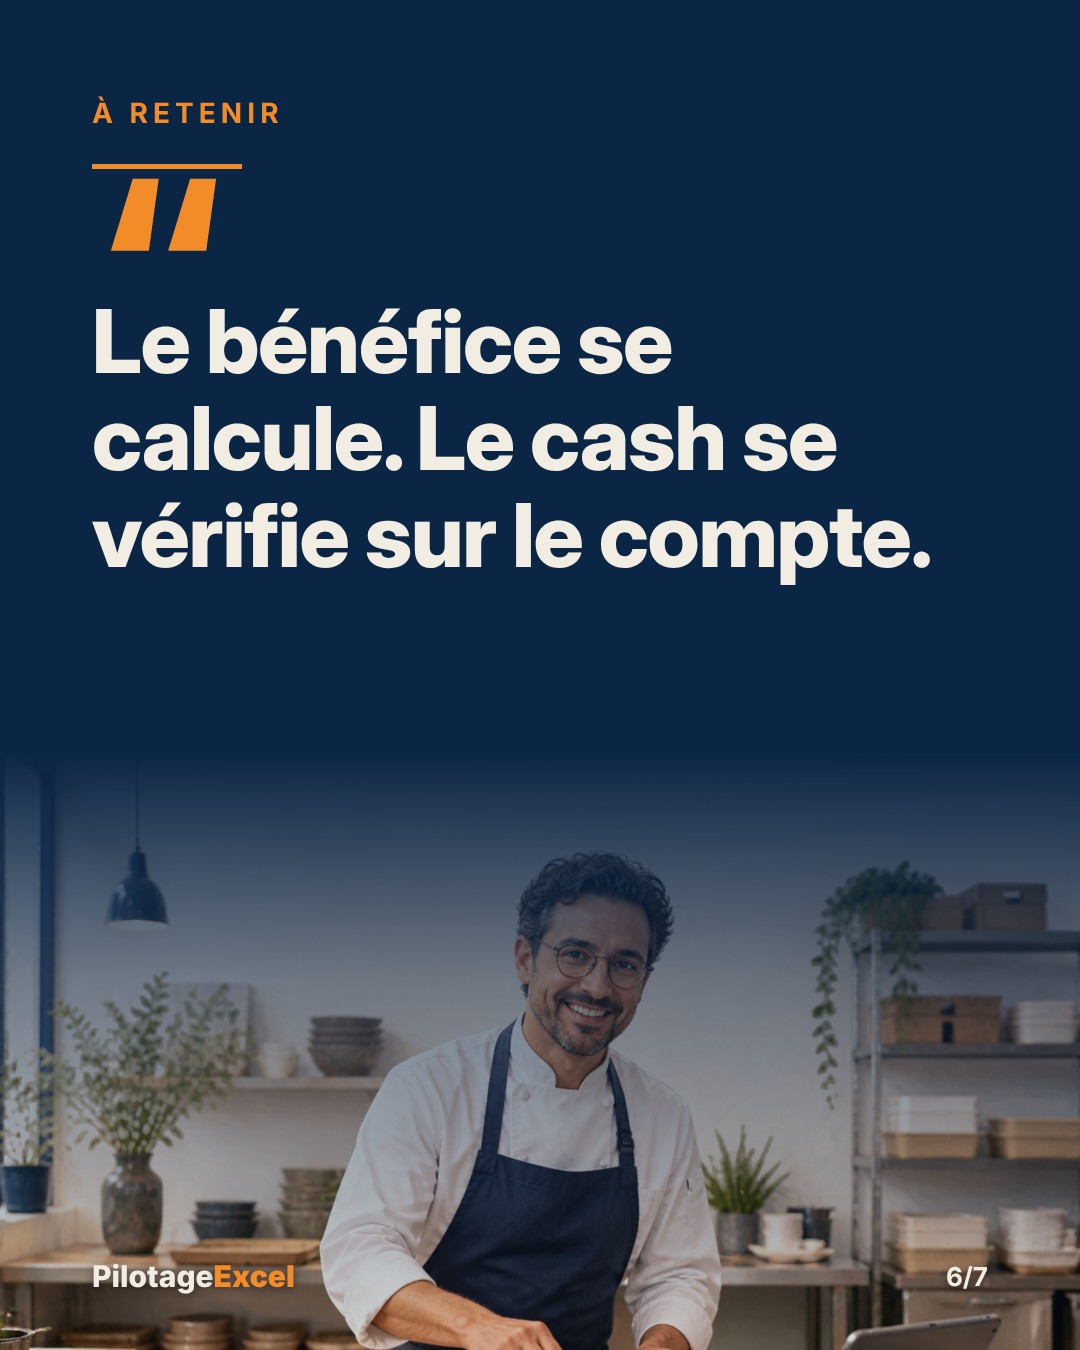 À RETENIR
"
Le bénéfice se
calcule. Le cash se
vérifie sur le compte.
PilotageExcel
6/7